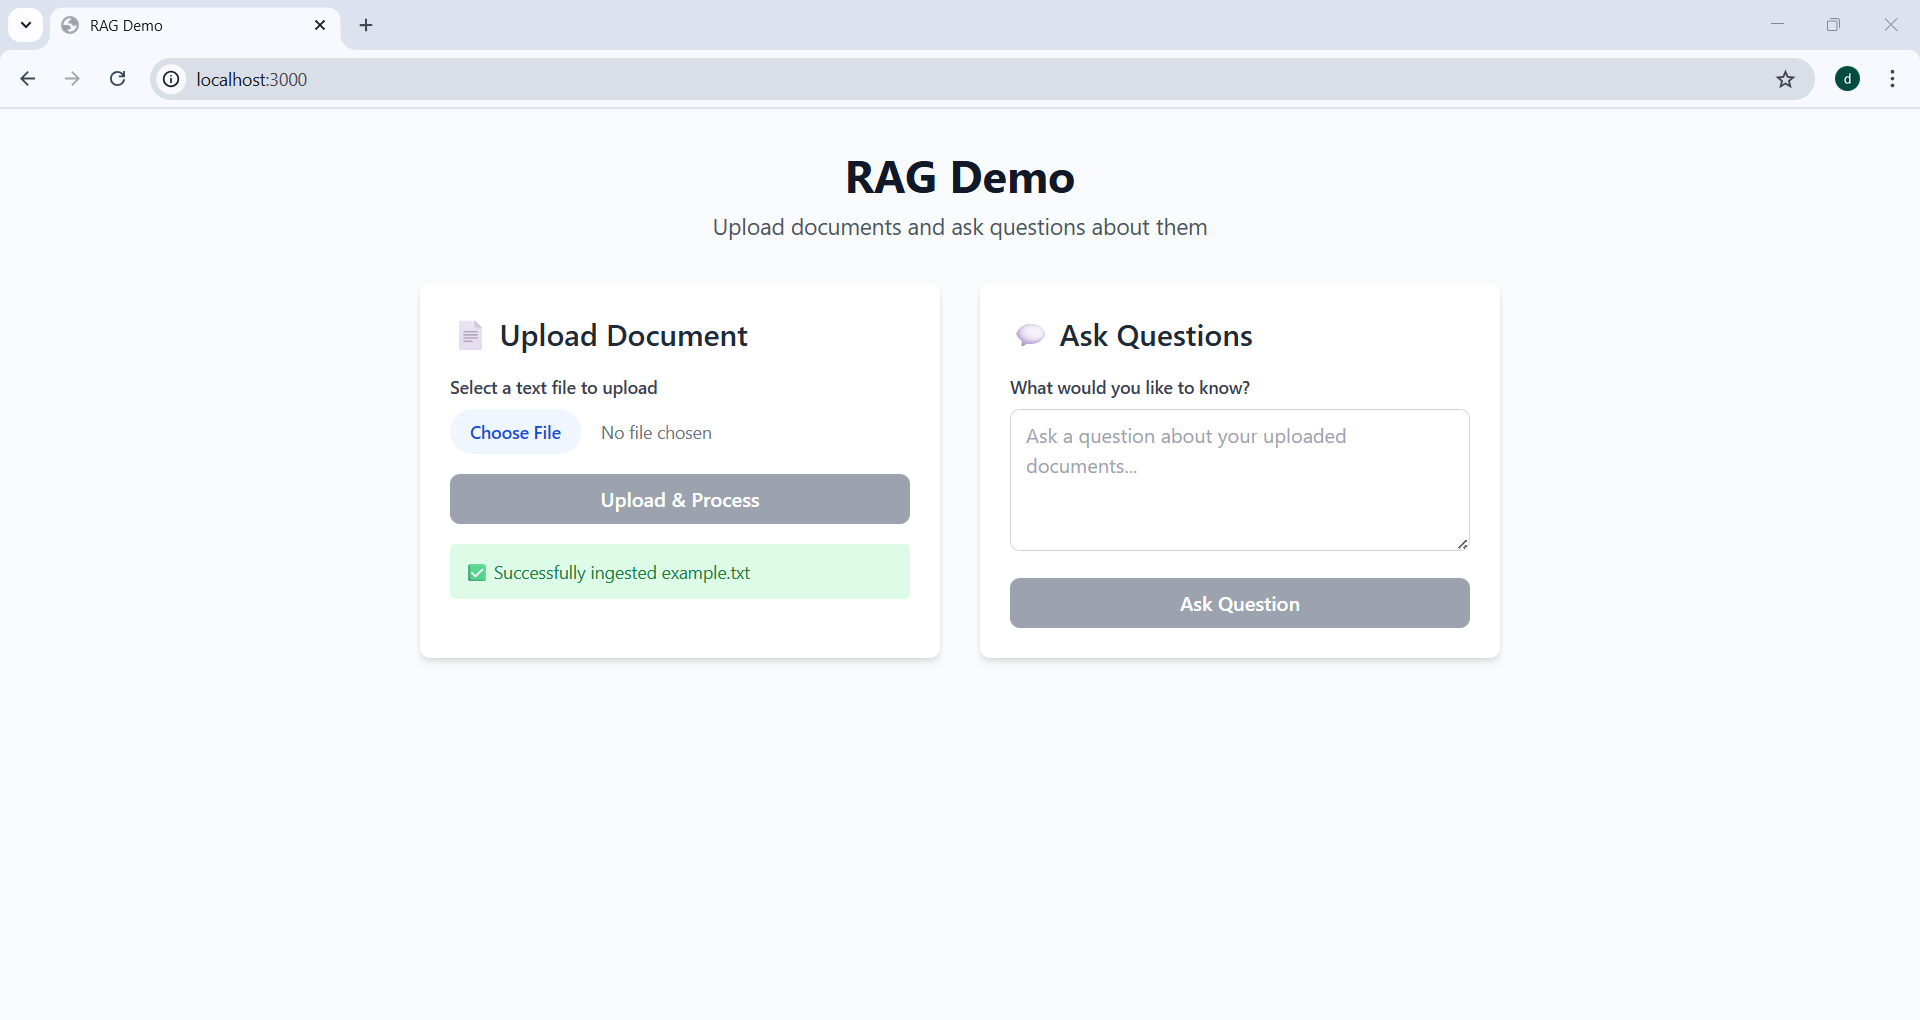 RAG Demo
localhost:3000
d
RAG Demo
Upload documents and ask questions about them
Upload Document
Select a text file to upload
Choose File No file chosen
Upload & Process
Successfully ingested example.txt
Ask Questions
What would you like to know?
Ask a question about your uploaded
documents...
Ask Question